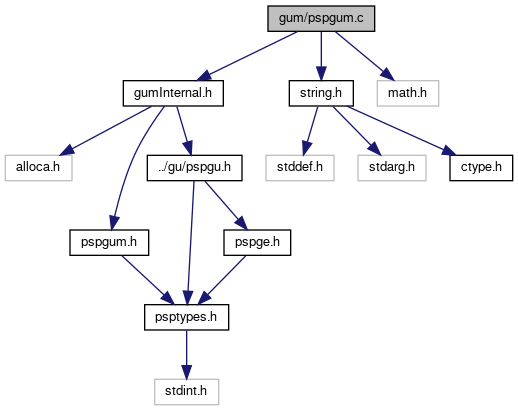 gum/pspgum.c
gumInternal.h
string.h
math.h
alloca.h
../gu/pspgu.h
stddef.h
stdarg.h
ctype.h
pspgum.h
pspge.h
psptypes.h
stdint.h